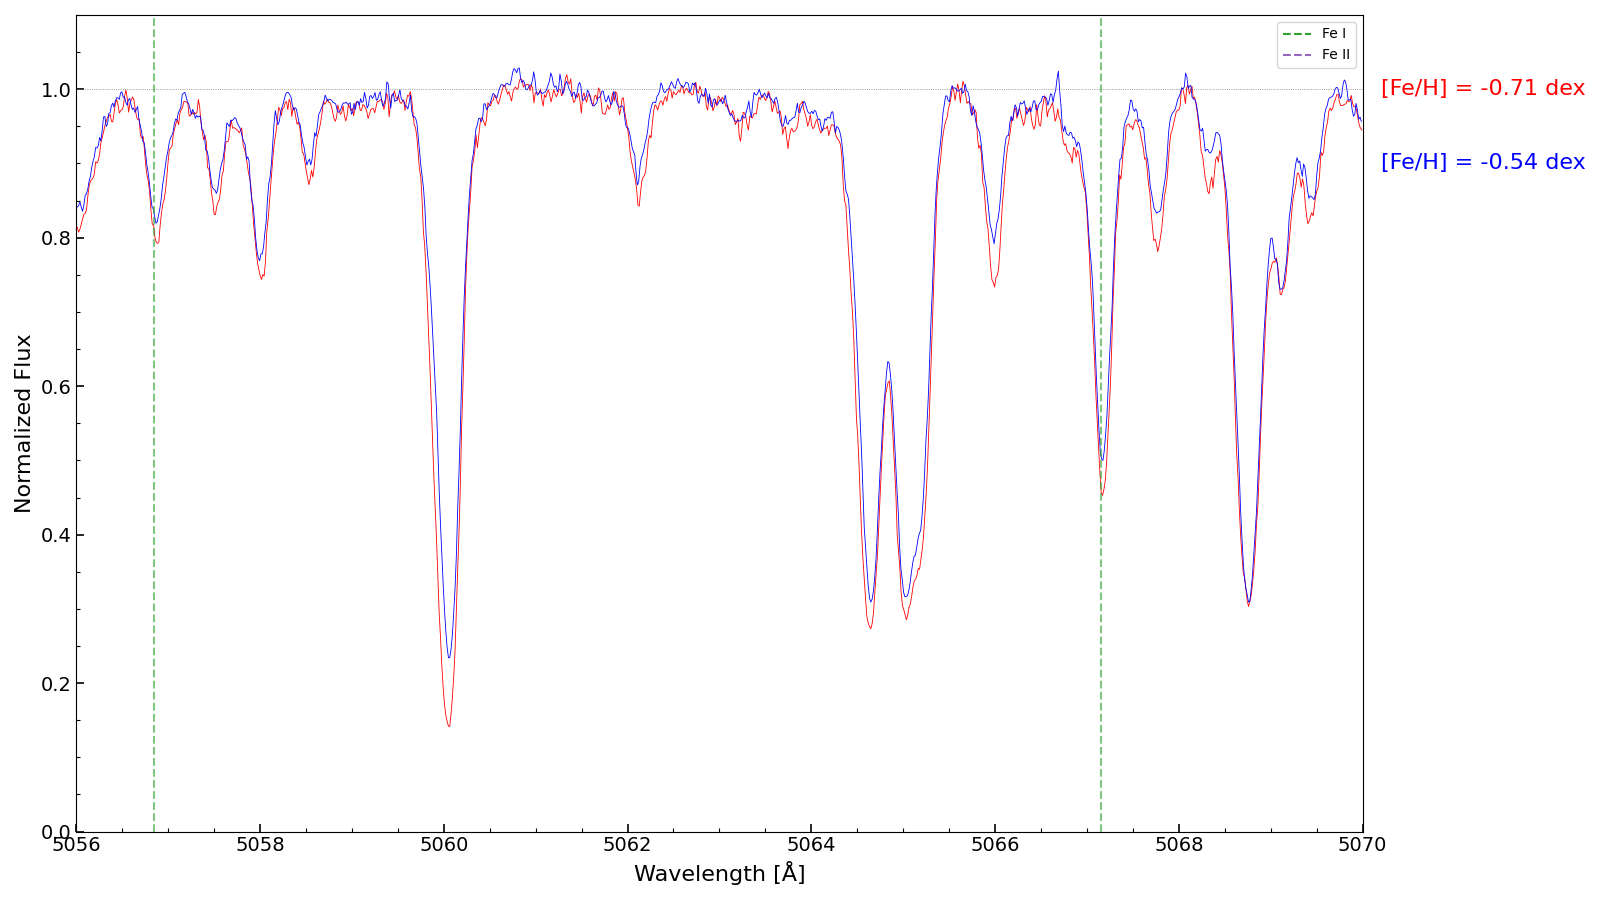 Fe I
Fe II
[Fe/H] = -0.71 dex
[Fe/H] = -0.54 dex
Normalized Flux
1.0
0.8
0.6
0.4
0.2
0.0
5056 5058 5060 5062 5064 5066 5068 5070
Wavelength [Å]